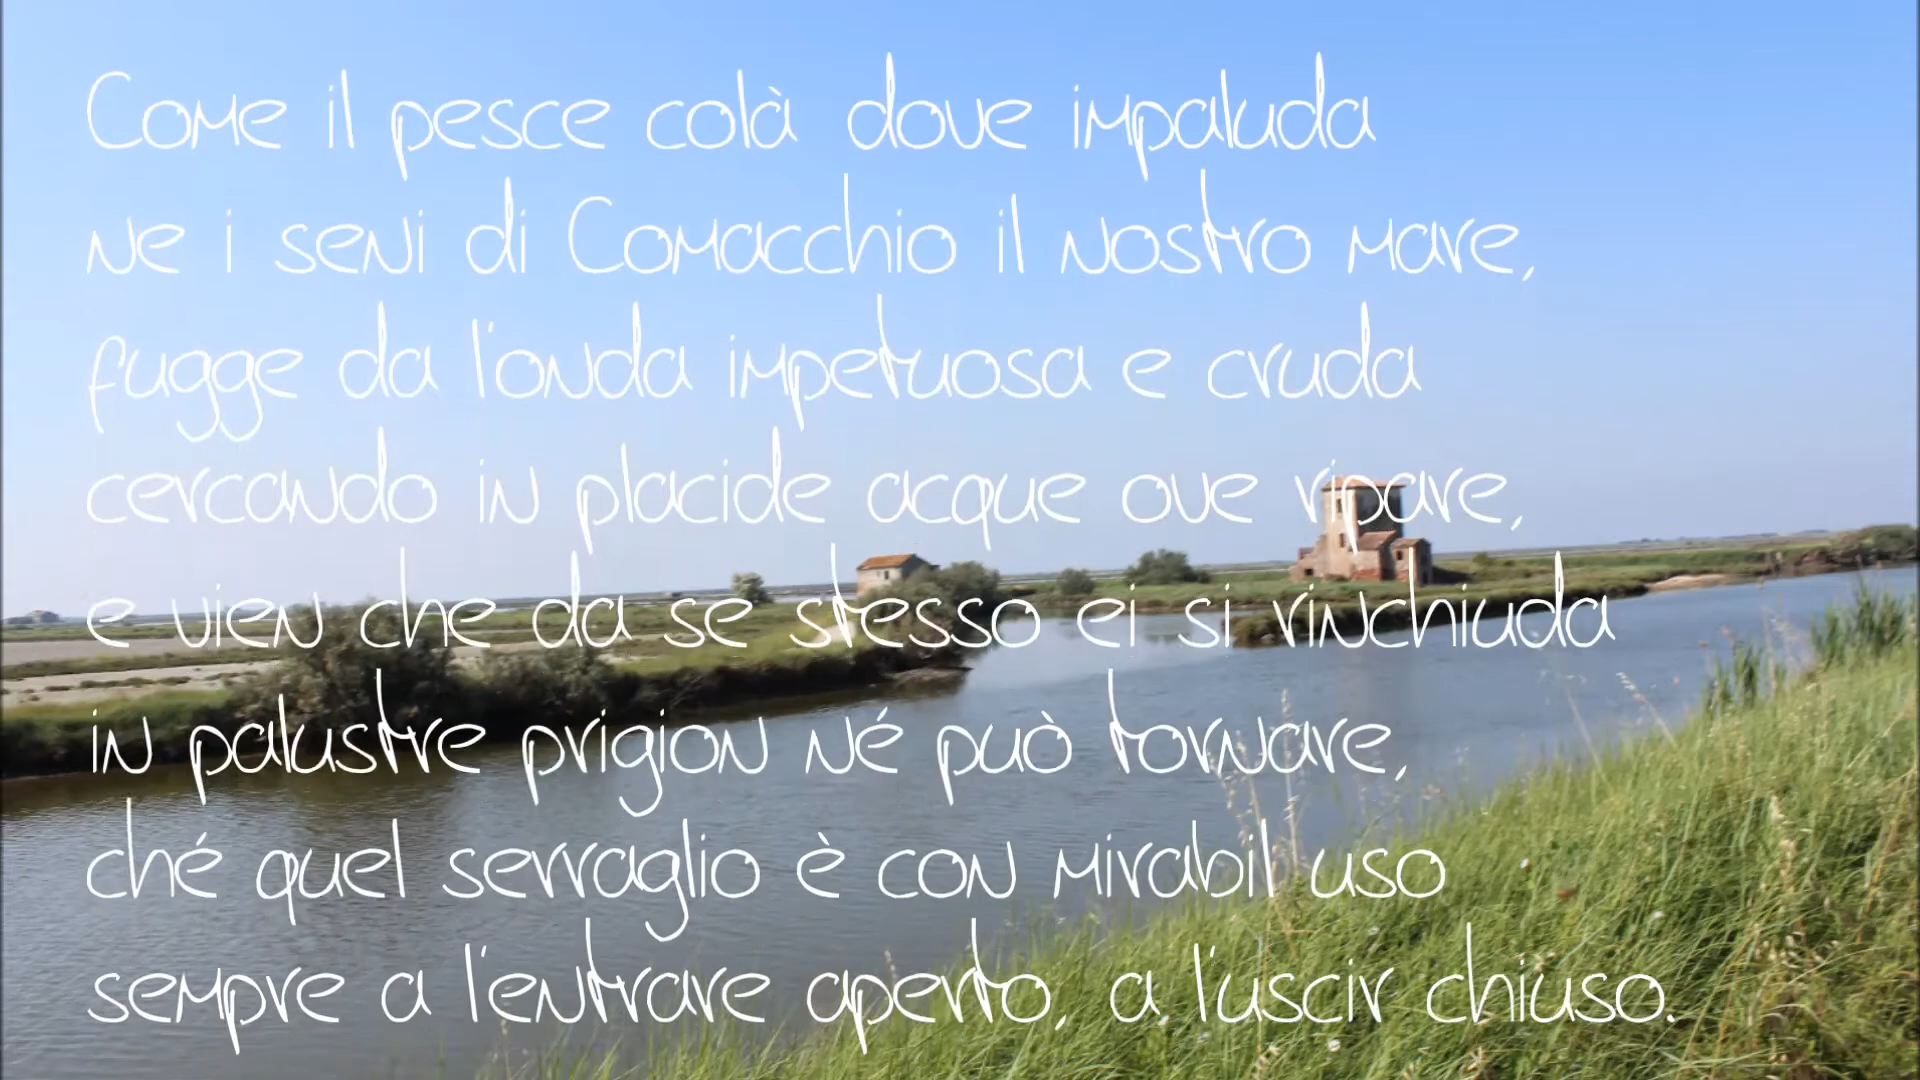 Come il pesce colà dove impaluda
ne i seni di Comacchio il nostro mare,
fugge da l'onda impetuosa e cruda
cercando in placide acque ove ripare,
e vien che da se stesso ei si rinchiuda
in palustre prigion né può tornare,
ché quel serraglio è con mirabil uso
sempre a l'entrare aperto, a l'uscir chiuso.